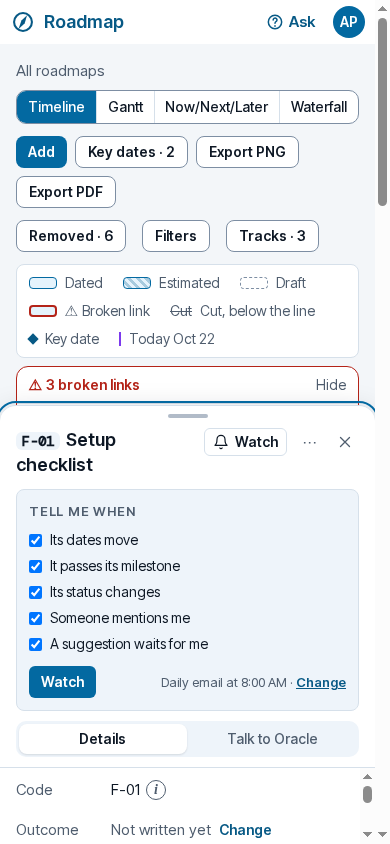 Roadmap
Ask
AP
All roadmaps
Timeline Gantt Now/Next/Later Waterfall
Add Key dates · 2 Export PNG
Export PDF
Removed · 6 Filters Tracks · 3
Dated Estimated Draft
⚠ Broken link Cut Cut, below the line
Key date Today Oct 22
⚠ 3 broken links Hide
F-01 Setup checklist
Watch ···
TELL ME WHEN
Its dates move
It passes its milestone
Its status changes
Someone mentions me
A suggestion waits for me
Watch Daily email at 8:00 AM · Change
Details Talk to Oracle
Code F-01 i
Outcome Not written yet Change